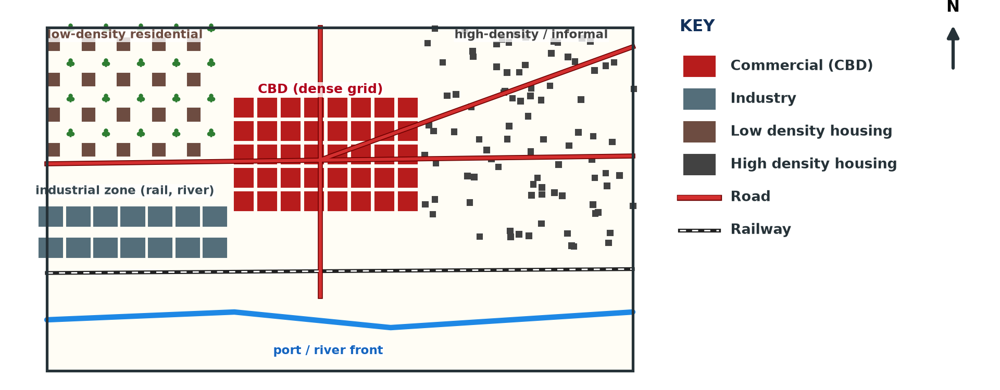 N
KEY
low-density residential
high-density / informal
Commercial (CBD)
CBD (dense grid)
Industry
Low density housing
High density housing
industrial zone (rail, river)
Road
Railway
port / river front